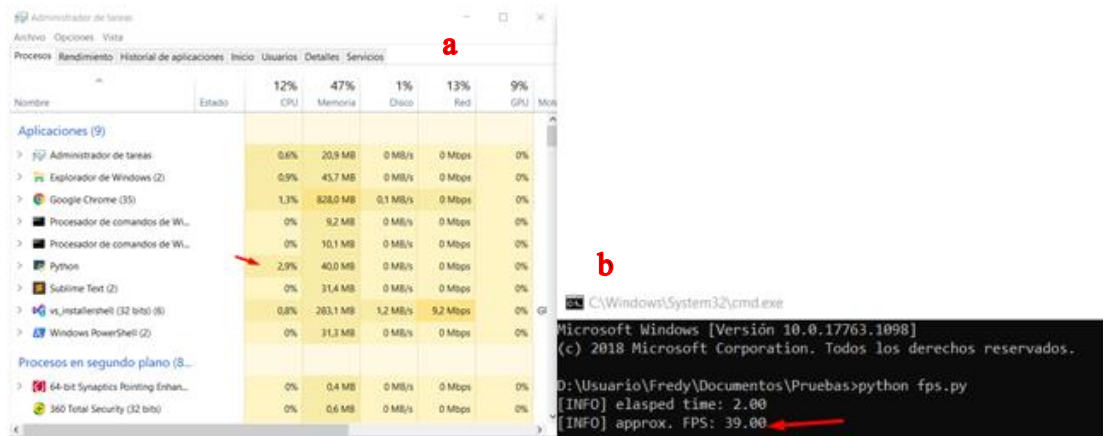 Administrador de tareas
Archivo Opciones Vista
a
Procesos Rendimiento Historial de aplicaciones Inicio Usuarios Detalles Servicios
12% 47% 1% 13% 9%
Nombre Estado CPU Memoria Disco Red GPU Mot
Aplicaciones (9)
Administrador de tareas 0,6% 20,9 MB 0 MB/s 0 Mbps 0%
Explorador de Windows (2) 0,9% 45,7 MB 0 MB/s 0 Mbps 0%
Google Chrome (35) 1,3% 828,0 MB 0,1 MB/s 0 Mbps 0%
Procesador de comandos de Wi... 0% 9,2 MB 0 MB/s 0 Mbps 0%
Procesador de comandos de Wi... 0% 10,1 MB 0 MB/s 0 Mbps 0%
Python 2,9% 40,0 MB 0 MB/s 0 Mbps 0%
Sublime Text (2) 0% 31,4 MB 0 MB/s 0 Mbps 0%
vs_installershell (32 bits) (6) 0,8% 283,1 MB 1,2 MB/s 9,2 Mbps 0% GI
Windows PowerShell (2) 0% 31,3 MB 0 MB/s 0 Mbps 0%
Procesos en segundo plano (8...
64-bit Synaptics Pointing Enhan... 0% 0,4 MB 0 MB/s 0 Mbps 0%
360 Total Security (32 bits) 0% 0,6 MB 0 MB/s 0 Mbps 0%
b
C:\Windows\System32\cmd.exe
Microsoft Windows [Versión 10.0.17763.1098]
(c) 2018 Microsoft Corporation. Todos los derechos reservados.
D:\Usuario\Fredy\Documentos\Pruebas>python fps.py
[INFO] elasped time: 2.00
[INFO] approx. FPS: 39.00